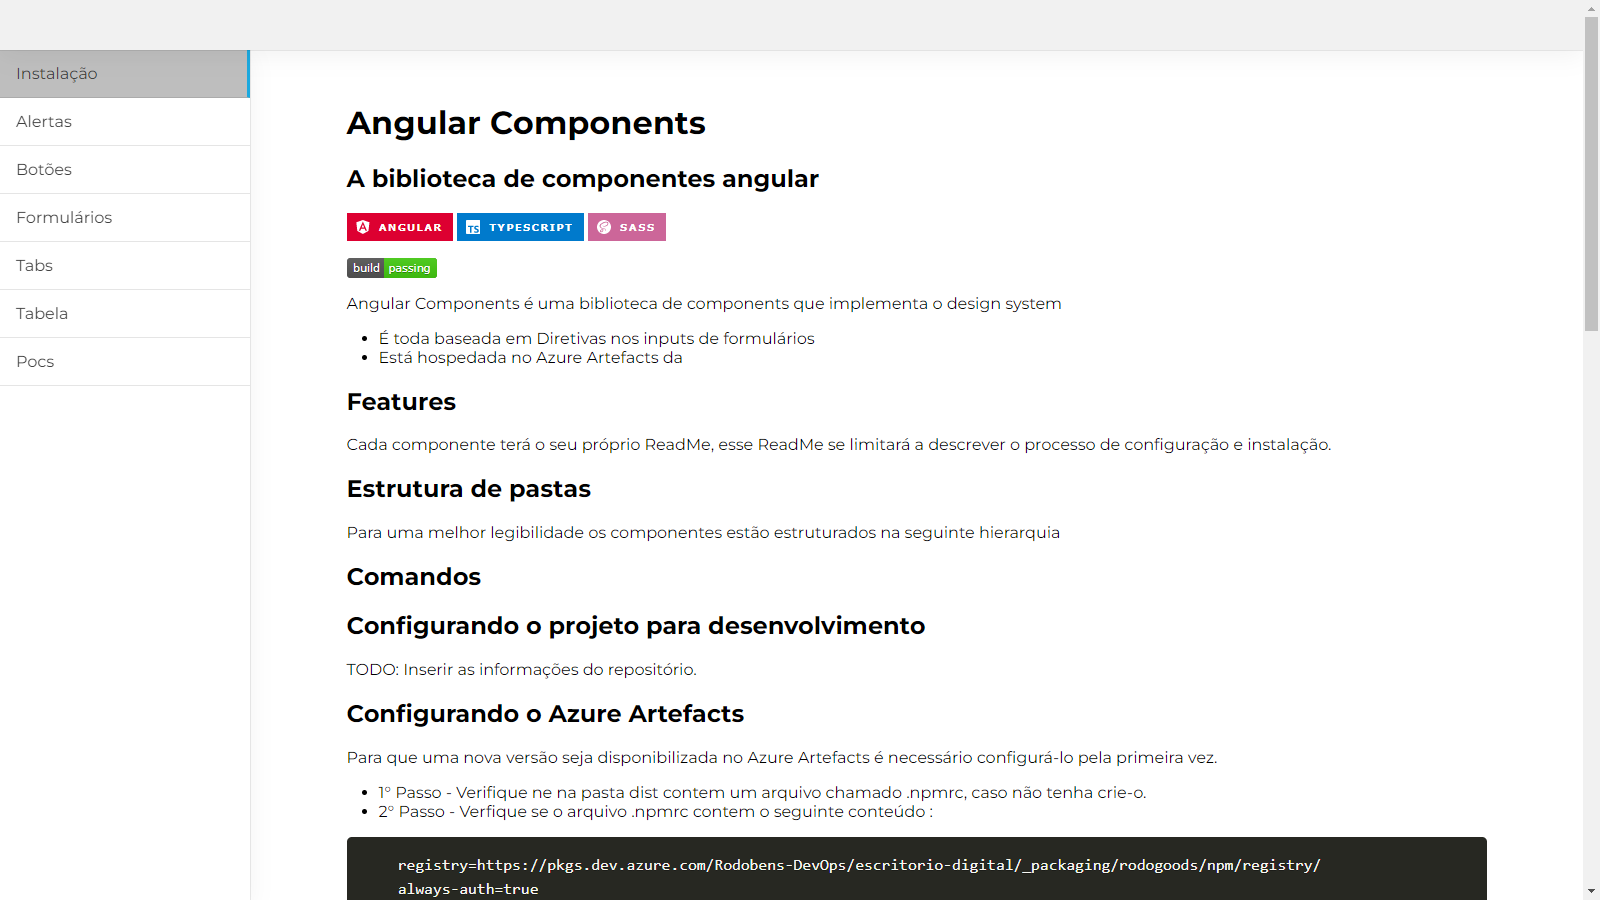 Instalação
Alertas
Botões
Formulários
Tabs
Tabela
Pocs
Angular Components
A biblioteca de componentes angular
ANGULAR TYPESCRIPT SASS
build passing
Angular Components é uma biblioteca de components que implementa o design system
É toda baseada em Diretivas nos inputs de formulários
Está hospedada no Azure Artefacts da
Features
Cada componente terá o seu próprio ReadMe, esse ReadMe se limitará a descrever o processo de configuração e instalação.
Estrutura de pastas
Para uma melhor legibilidade os componentes estão estruturados na seguinte hierarquia
Comandos
Configurando o projeto para desenvolvimento
TODO: Inserir as informações do repositório.
Configurando o Azure Artefacts
Para que uma nova versão seja disponibilizada no Azure Artefacts é necessário configurá-lo pela primeira vez.
1° Passo - Verifique ne na pasta dist contem um arquivo chamado .npmrc, caso não tenha crie-o.
2° Passo - Verfique se o arquivo .npmrc contem o seguinte conteúdo :
registry=https://pkgs.dev.azure.com/Rodobens-DevOps/escritorio-digital/_packaging/rodogoods/npm/registry/
always-auth=true